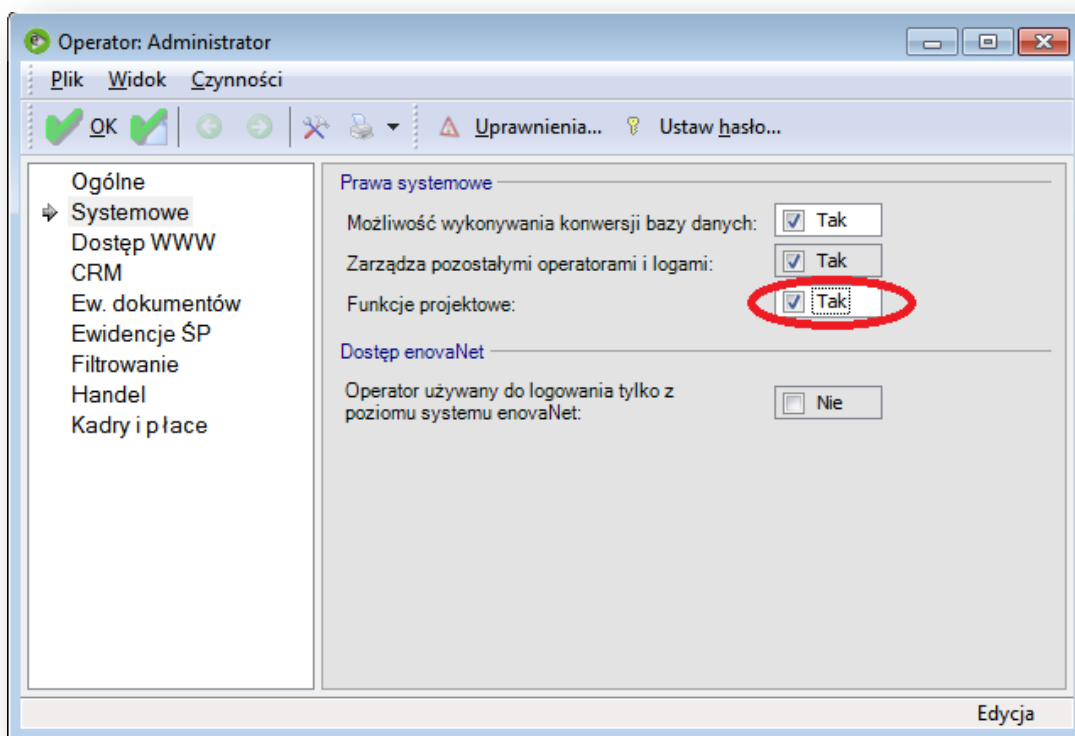 Operator: Administrator
Plik Widok Czynności
OK Uprawnienia... Ustaw hasło...
Ogólne
Systemowe
Dostęp WWW
CRM
Ew. dokumentów
Ewidencje ŚP
Filtrowanie
Handel
Kadry i płace
Prawa systemowe
Możliwość wykonywania konwersji bazy danych: Tak
Zarządza pozostałymi operatorami i logami: Tak
Funkcje projektowe: Tak
Dostęp enovaNet
Operator używany do logowania tylko z
poziomu systemu enovaNet: Nie
Edycja